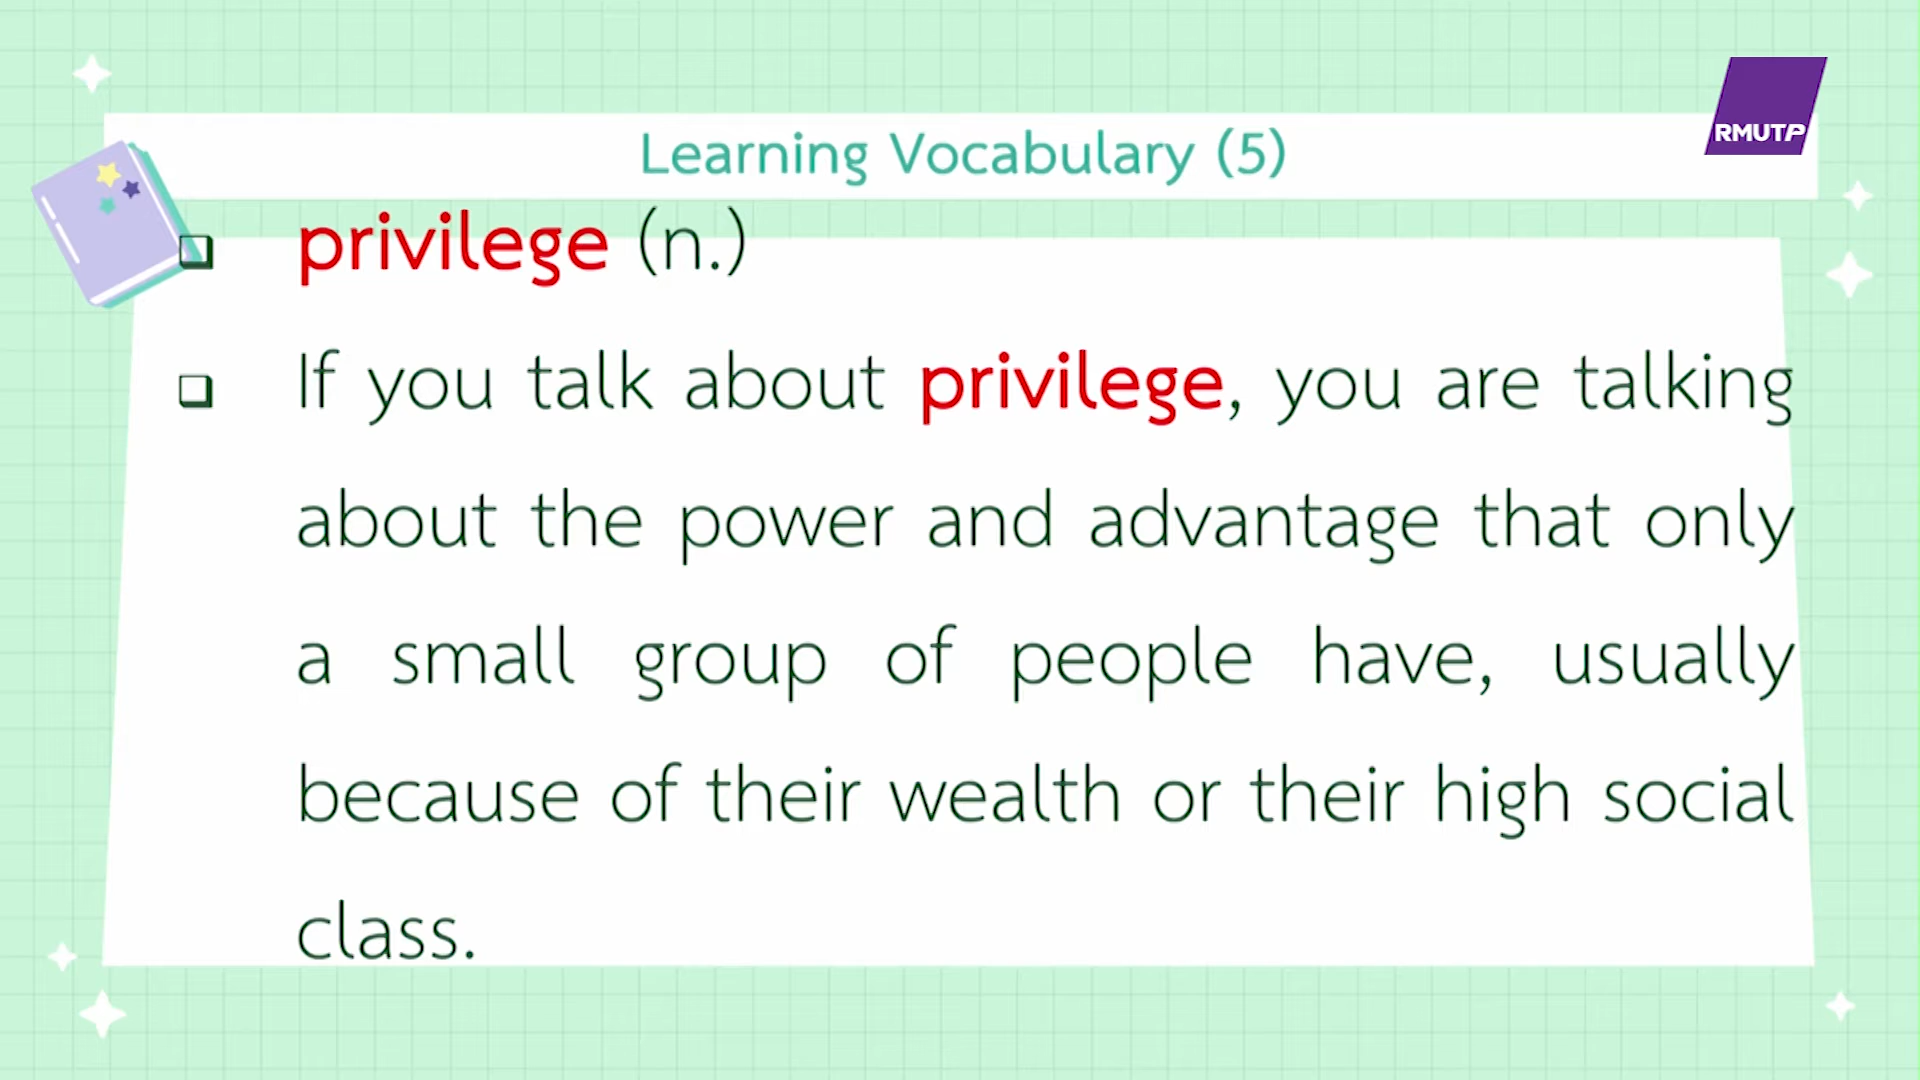 RMUTP
Learning Vocabulary (5)
privilege (n.)
If you talk about privilege, you are talking
about the power and advantage that only
a small group of people have, usually
because of their wealth or their high social
class.